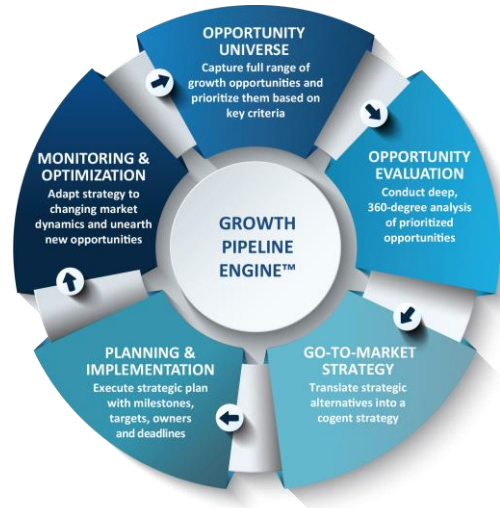 OPPORTUNITY
UNIVERSE
Capture full range of
growth opportunities and
prioritize them based on
key criteria
OPPORTUNITY
EVALUATION
Conduct deep,
360-degree analysis
of prioritized
opportunities
GO-TO-MARKET
STRATEGY
Translate strategic
alternatives into a
cogent strategy
PLANNING &
IMPLEMENTATION
Execute strategic plan
with milestones,
targets, owners
and deadlines
MONITORING &
OPTIMIZATION
Adapt strategy to
changing market
dynamics and unearth
new opportunities
GROWTH
PIPELINE
ENGINE™